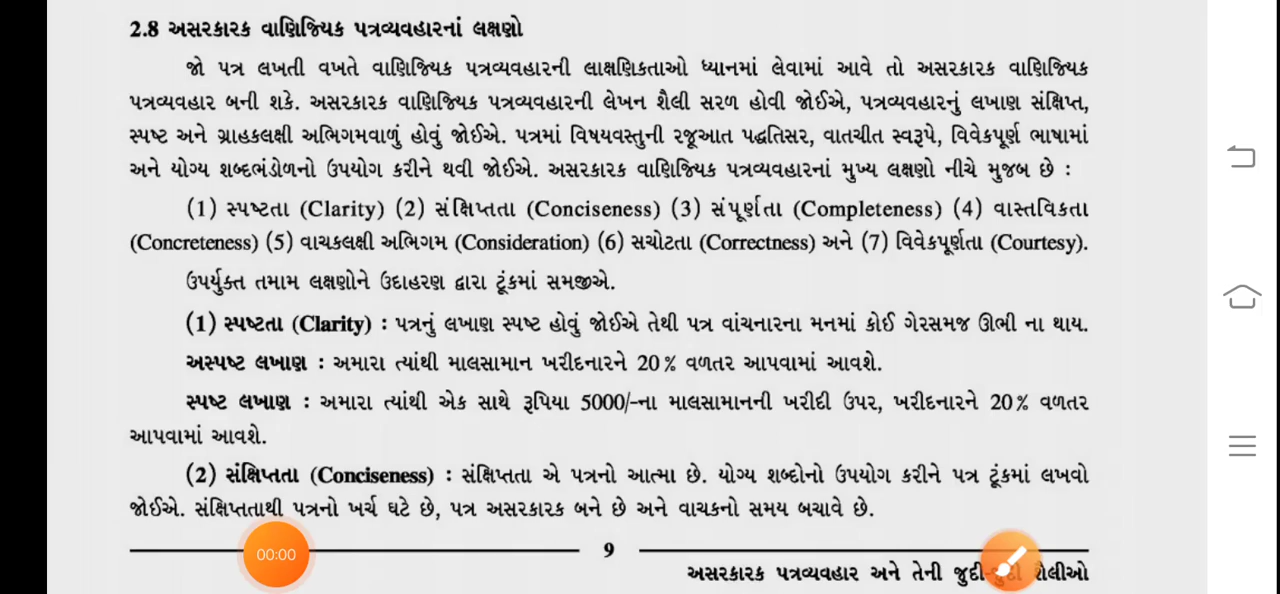 2.8 અસરકારક વાણિજ્યિક પત્રવ્યવહારનાં લક્ષણો
જો પત્ર લખતી વખતે વાણિજ્યિક પત્રવ્યવહારની લાક્ષણિકતાઓ ધ્યાનમાં લેવામાં આવે તો અસરકારક વાણિજ્યિક
પત્રવ્યવહાર બની શકે. અસરકારક વાણિજ્યિક પત્રવ્યવહારની લેખન શૈલી સરળ હોવી જોઈએ, પત્રવ્યવહારનું લખાણ સંક્ષિપ્ત,
સ્પષ્ટ અને ગ્રાહકલક્ષી અભિગમવાળું હોવું જોઈએ. પત્રમાં વિષયવસ્તુની રજૂઆત પદ્ધતિસર, વાતચીત સ્વરૂપે, વિવેકપૂર્ણ ભાષામાં
અને યોગ્ય શબ્દભંડોળનો ઉપયોગ કરીને થવી જોઈએ. અસરકારક વાણિજ્યિક પત્રવ્યવહારનાં મુખ્ય લક્ષણો નીચે મુજબ છે :
(1) સ્પષ્ટતા (Clarity) (2) સંક્ષિપ્તતા (Conciseness) (3) સંપૂર્ણતા (Completeness) (4) વાસ્તવિકતા
(Concreteness) (5) વાચકલક્ષી અભિગમ (Consideration) (6) સચોટતા (Correctness) અને (7) વિવેકપૂર્ણતા (Courtesy).
ઉપર્યુક્ત તમામ લક્ષણોને ઉદાહરણ દ્વારા ટૂંકમાં સમજીએ.
(1) સ્પષ્ટતા (Clarity) : પત્રનું લખાણ સ્પષ્ટ હોવું જોઈએ તેથી પત્ર વાંચનારના મનમાં કોઈ ગેરસમજ ઊભી ના થાય.
અસ્પષ્ટ લખાણ : અમારા ત્યાંથી માલસામાન ખરીદનારને 20% વળતર આપવામાં આવશે.
સ્પષ્ટ લખાણ : અમારા ત્યાંથી એક સાથે રૂપિયા 5000/-ના માલસામાનની ખરીદી ઉપર, ખરીદનારને 20% વળતર
આપવામાં આવશે.
(2) સંક્ષિપ્તતા (Conciseness) : સંક્ષિપ્તતા એ પત્રનો આત્મા છે. યોગ્ય શબ્દોનો ઉપયોગ કરીને પત્ર ટૂંકમાં લખવો
જોઈએ. સંક્ષિપ્તતાથી પત્રનો ખર્ચ ઘટે છે, પત્ર અસરકારક બને છે અને વાચકનો સમય બચાવે છે.
00:00
9
અસરકારક પત્રવ્યવહાર અને તેની જુદી-જુદી શૈલીઓ